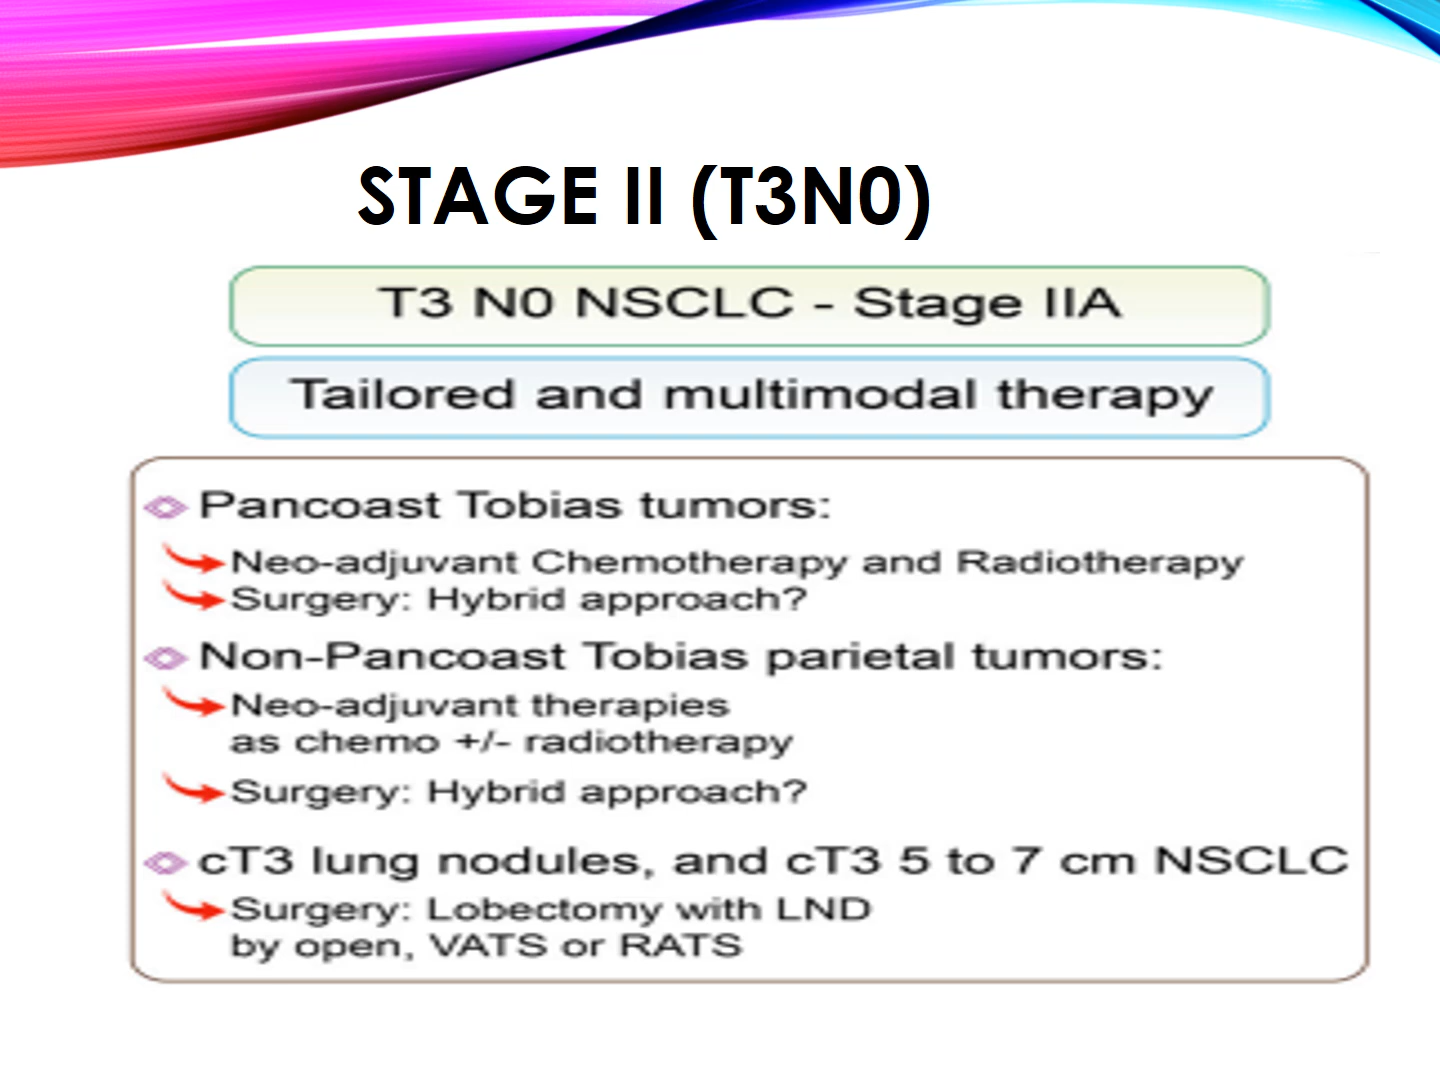 STAGE II (T3N0)
T3 N0 NSCLC - Stage IIA
Tailored and multimodal therapy
Pancoast Tobias tumors:
Neo-adjuvant Chemotherapy and Radiotherapy
Surgery: Hybrid approach?
Non-Pancoast Tobias parietal tumors:
Neo-adjuvant therapies
as chemo +/- radiotherapy
Surgery: Hybrid approach?
cT3 lung nodules, and cT3 5 to 7 cm NSCLC
Surgery: Lobectomy with LND
by open, VATS or RATS